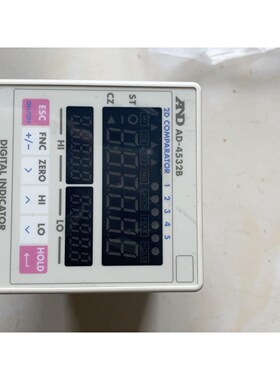 AND AD-4532B
2D COMPARATOR 1 2 3 4 5
ST
CZ
HI
LO
ESC FNC ZERO HI LO HOLD
+/-
DIGITAL INDICATOR